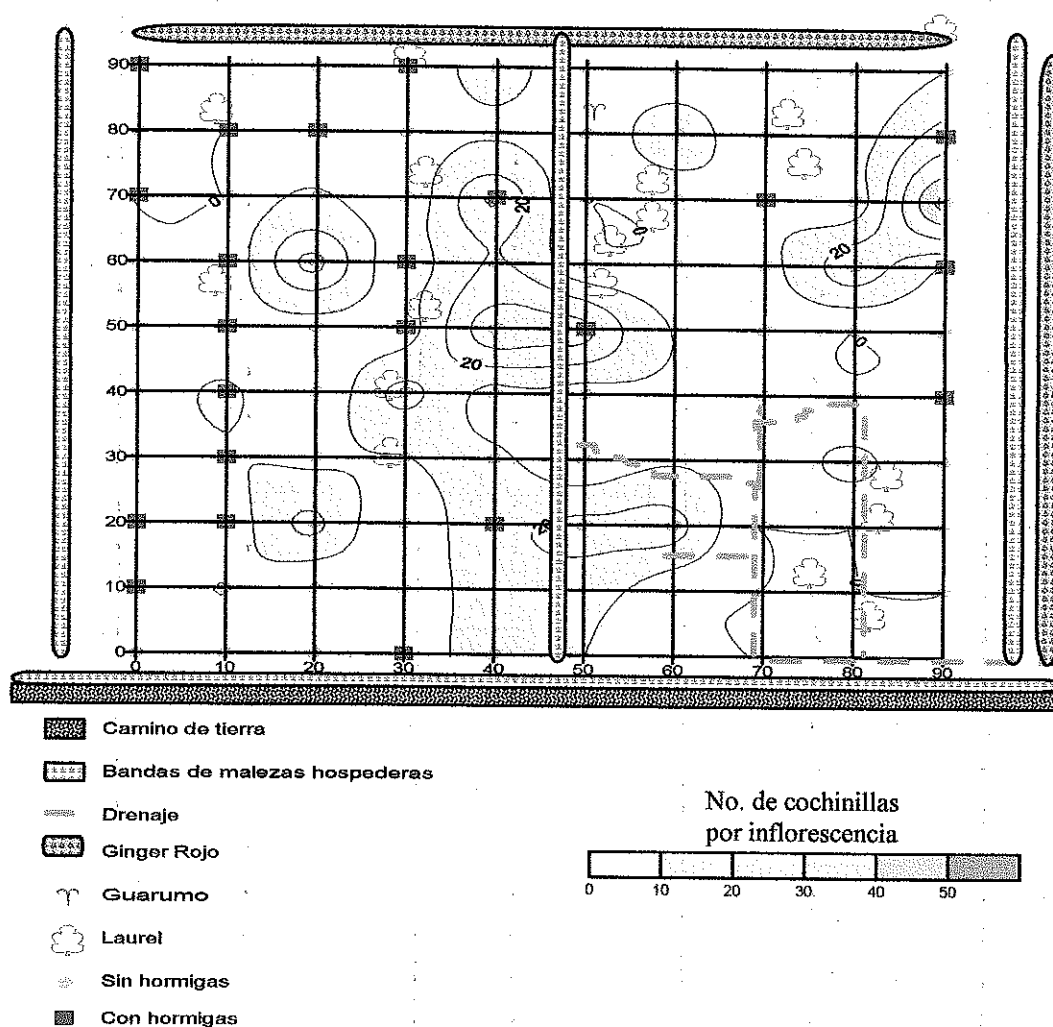 90
80
70
60
50
40
30
20
10
0
0 10 20 30 40 50 60 70 80 90
0
20
0
20
20
0
20
Camino de tierra
Bandas de malezas hospederas
Drenaje
Ginger Rojo
Guarumo
Laurel
Sin hormigas
Con hormigas
No. de cochinillas
por inflorescencia
0 10 20 30 40 50